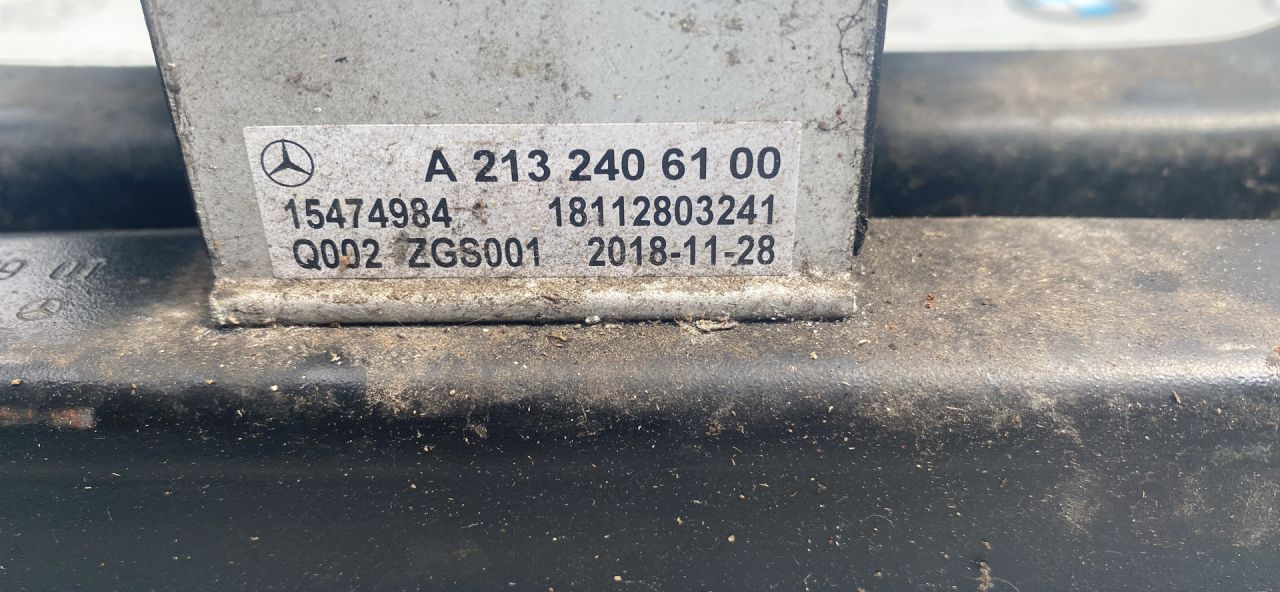 A 213 240 61 00
15474984 18112803241
Q002 ZGS001 2018-11-28